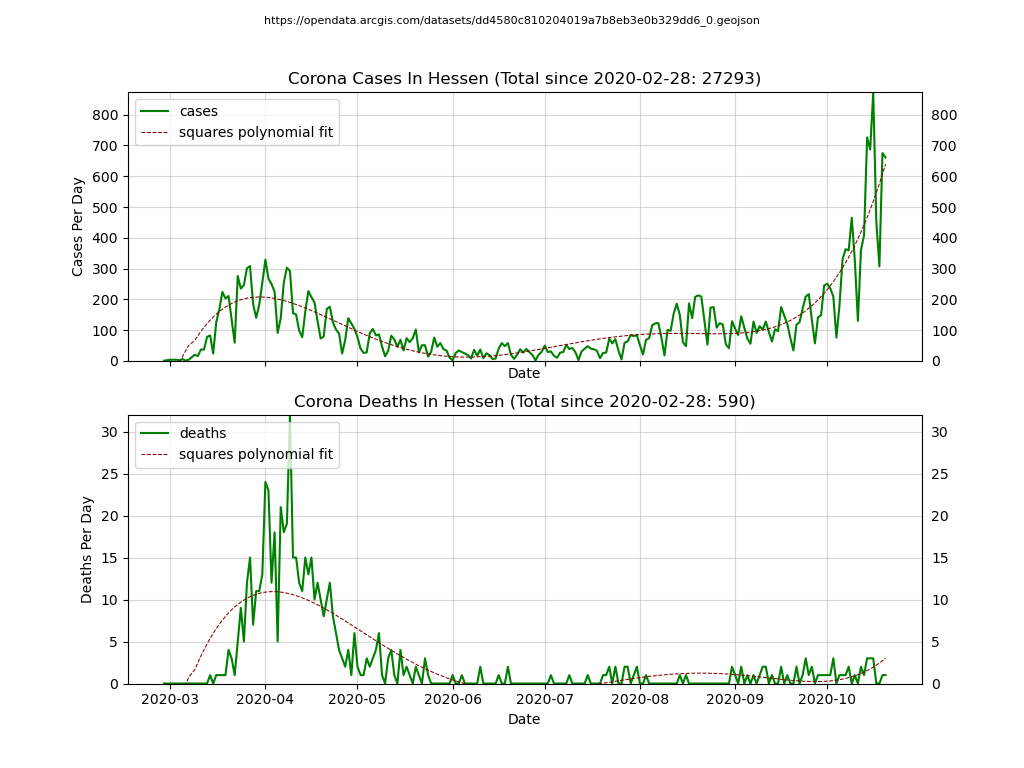 https://opendata.arcgis.com/datasets/dd4580c810204019a7b8eb3e0b329dd6_0.geojson
Corona Cases In Hessen (Total since 2020-02-28: 27293)
cases
squares polynomial fit
800 800
700 700
600 600
500 500
400 400
300 300
200 200
100 100
0 0
Cases Per Day
Date
Corona Deaths In Hessen (Total since 2020-02-28: 590)
deaths
squares polynomial fit
30 30
25 25
20 20
15 15
10 10
5 5
0 0
Deaths Per Day
2020-03 2020-04 2020-05 2020-06 2020-07 2020-08 2020-09 2020-10
Date